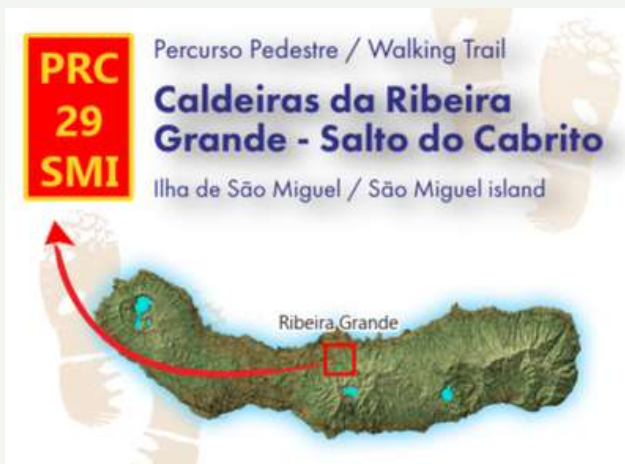 PRC
29
SMI
Percurso Pedestre / Walking Trail
Caldeiras da Ribeira
Grande - Salto do Cabrito
Ilha de São Miguel / São Miguel island
Ribeira Grande